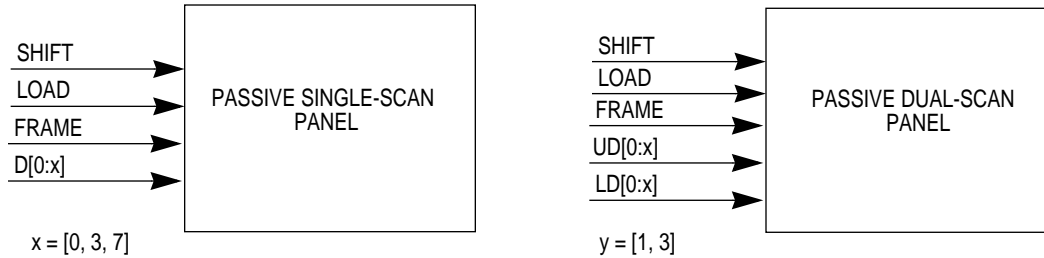 SHIFT
LOAD
FRAME
D[0:x]
PASSIVE SINGLE-SCAN
PANEL
x = [0, 3, 7]
SHIFT
LOAD
FRAME
UD[0:x]
LD[0:x]
PASSIVE DUAL-SCAN
PANEL
y = [1, 3]